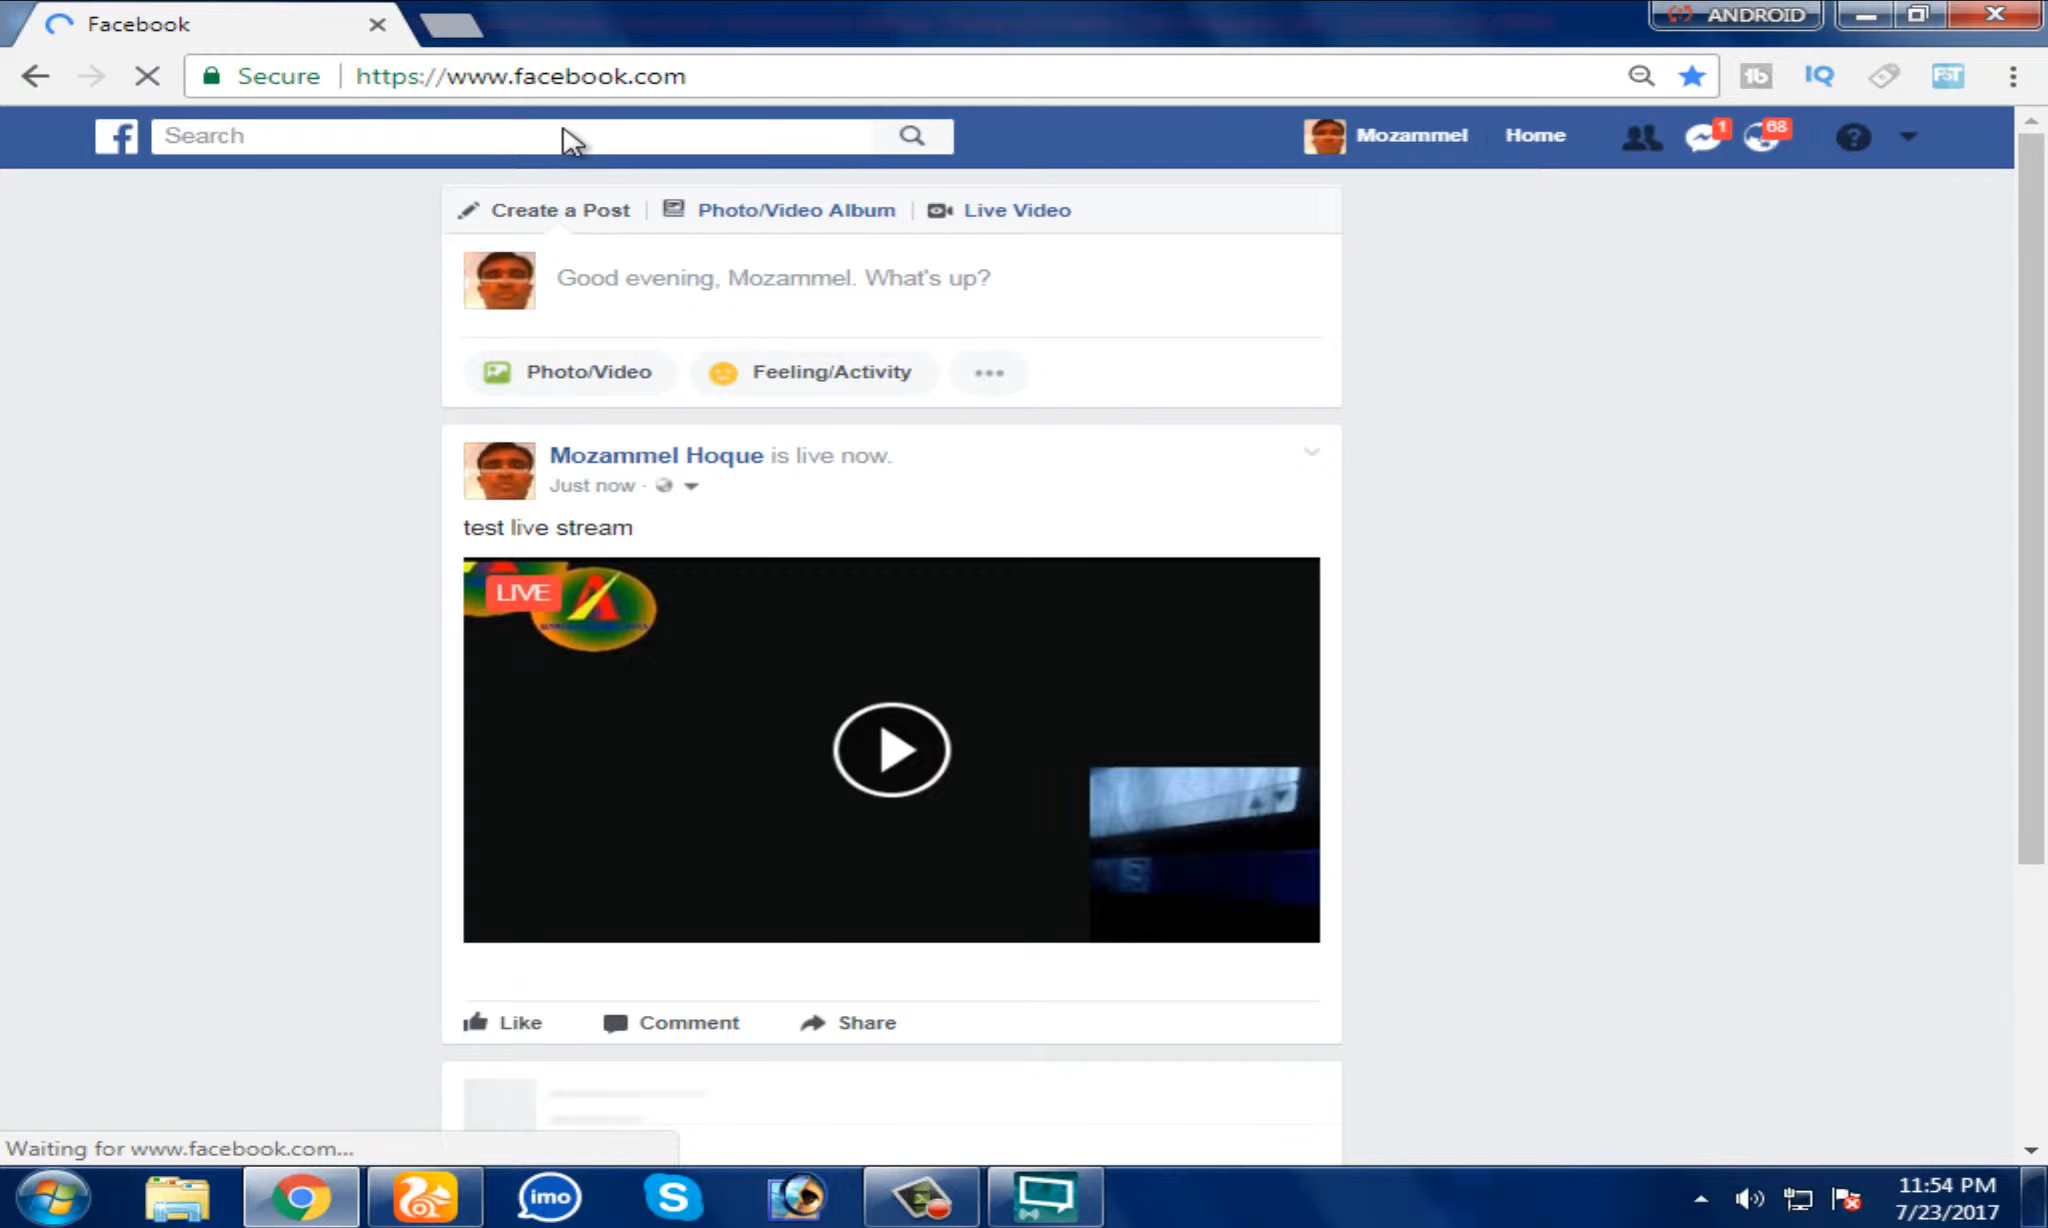 Facebook
ANDROID
Secure https://www.facebook.com
IQ
Search
Mozammel Home 1 68
Create a Post Photo/Video Album Live Video
Good evening, Mozammel. What's up?
Photo/Video Feeling/Activity
Mozammel Hoque is live now.
Just now
test live stream
LIVE
A
Like Comment Share
Waiting for www.facebook.com...
imo
S
11:54 PM
7/23/2017